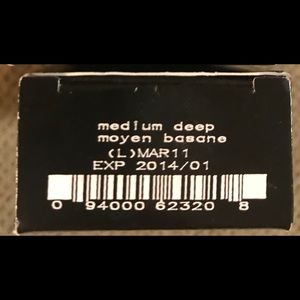 medium deep
moyen basane
(L)MAR11
EXP 2014/01
0 94000 62320 8